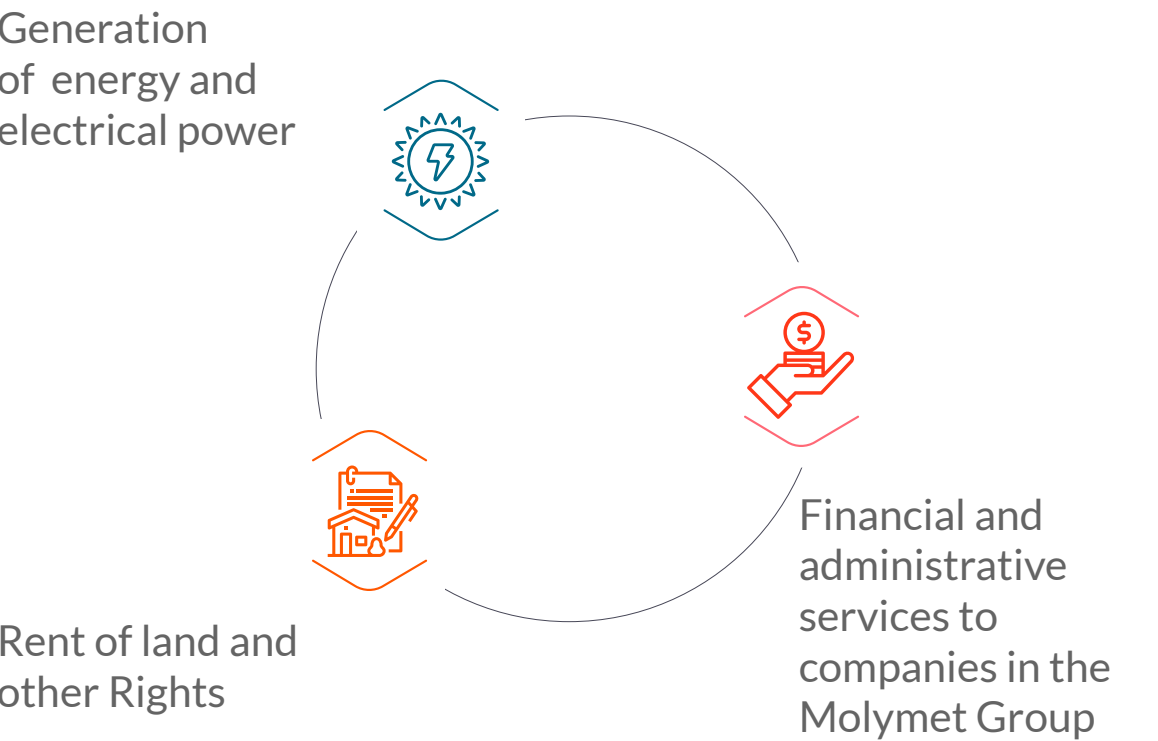 Generation
of energy and
electrical power
$
Financial and
administrative
services to
companies in the
Molymet Group
Rent of land and
other Rights